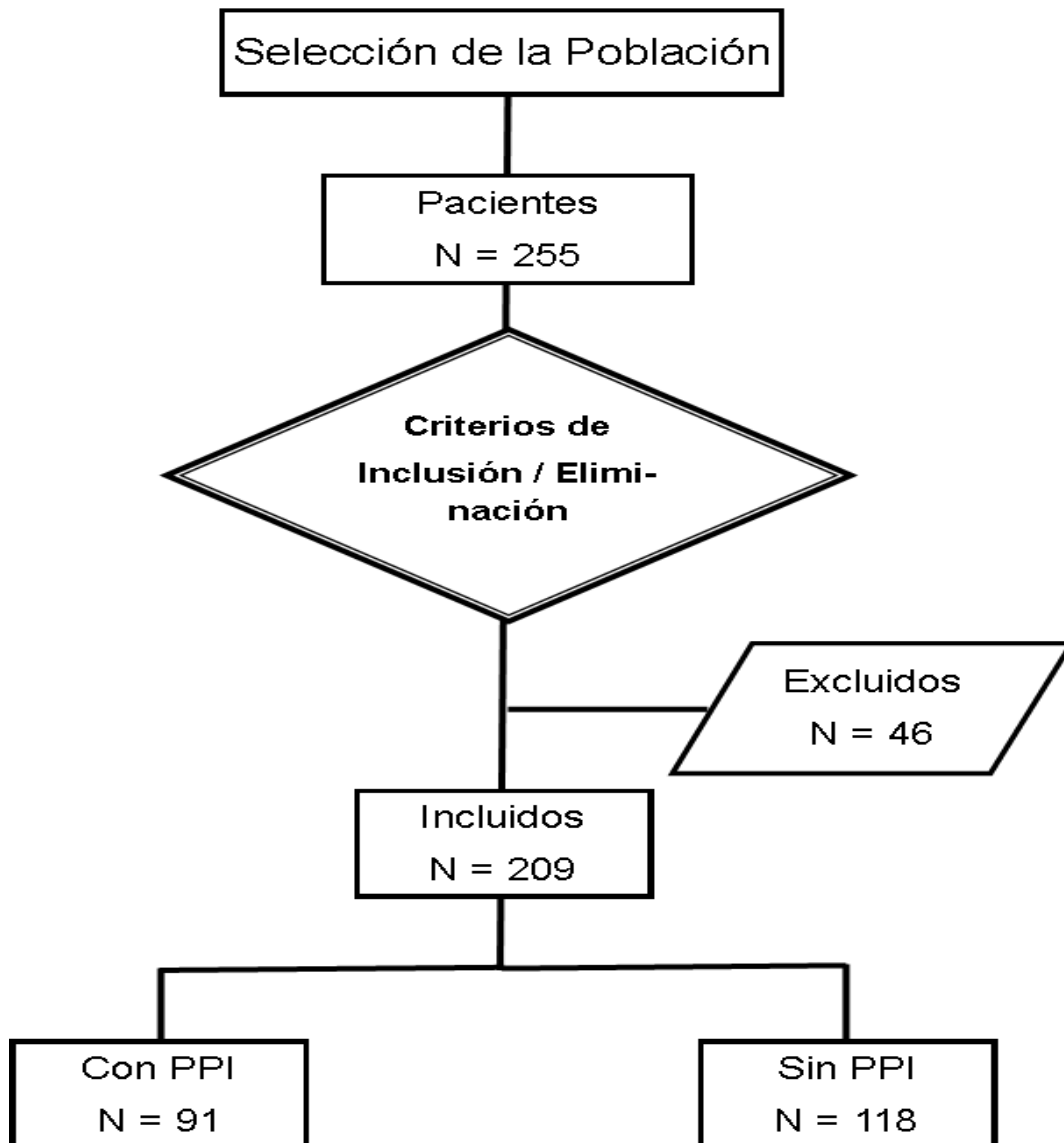 Selección de la Población
Pacientes
N = 255
Criterios de
Inclusión / Elimi-
nación
Excluidos
N = 46
Incluidos
N = 209
Con PPI
N = 91
Sin PPI
N = 118